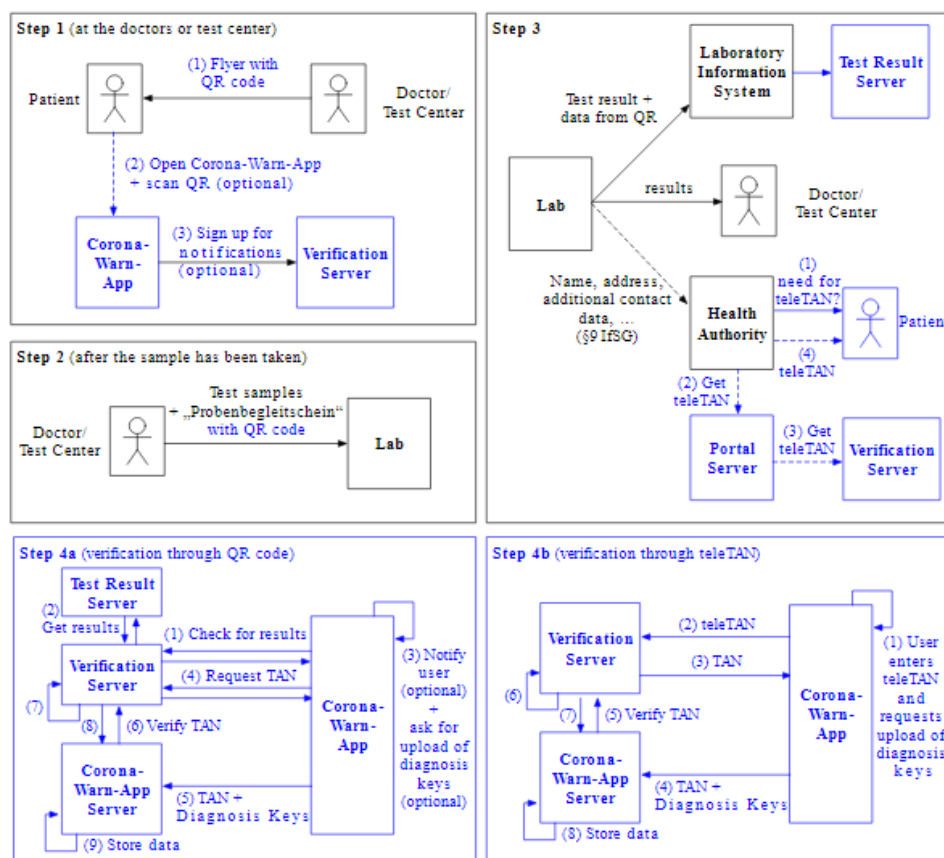 Step 1 (at the doctors or test center)
(1) Flyer with
QR code
Patient
Doctor/
Test Center
(2) Open Corona-Warn-App
+ scan QR (optional)
Corona-
Warn-
App
(3) Sign up for
notifications
(optional)
Verification
Server
Step 2 (after the sample has been taken)
Test samples
+ „Probenbegleitschein“
with QR code
Doctor/
Test Center
Lab
Step 3
Laboratory
Information
System
Test Result
Server
Test result +
data from QR
Lab
results
Doctor/
Test Center
Name, address,
additional contact
data, …
(§9 IfSG)
Health
Authority
(1)
need for
teleTAN?
Patient
(4)
teleTAN
(2) Get
teleTAN
Portal
Server
(3) Get
teleTAN
Verification
Server
Step 4a (verification through QR code)
Test Result
Server
(2)
Get results
(1) Check for results
Verification
Server
(4) Request TAN
(3) Notify
user
(optional)
+
ask for
upload of
diagnosis
keys
(optional)
(7)
(8)
(6) Verify TAN
Corona-
Warn-
App
Corona-
Warn-App
Server
(5) TAN +
Diagnosis Keys
(9) Store data
Step 4b (verification through teleTAN)
Verification
Server
(2) teleTAN
(3) TAN
(1) User
enters
teleTAN
and
requests
upload of
diagnosis
keys
(6)
(7)
(5) Verify TAN
Corona-
Warn-
App
Corona-
Warn-App
Server
(4) TAN +
Diagnosis Keys
(8) Store data